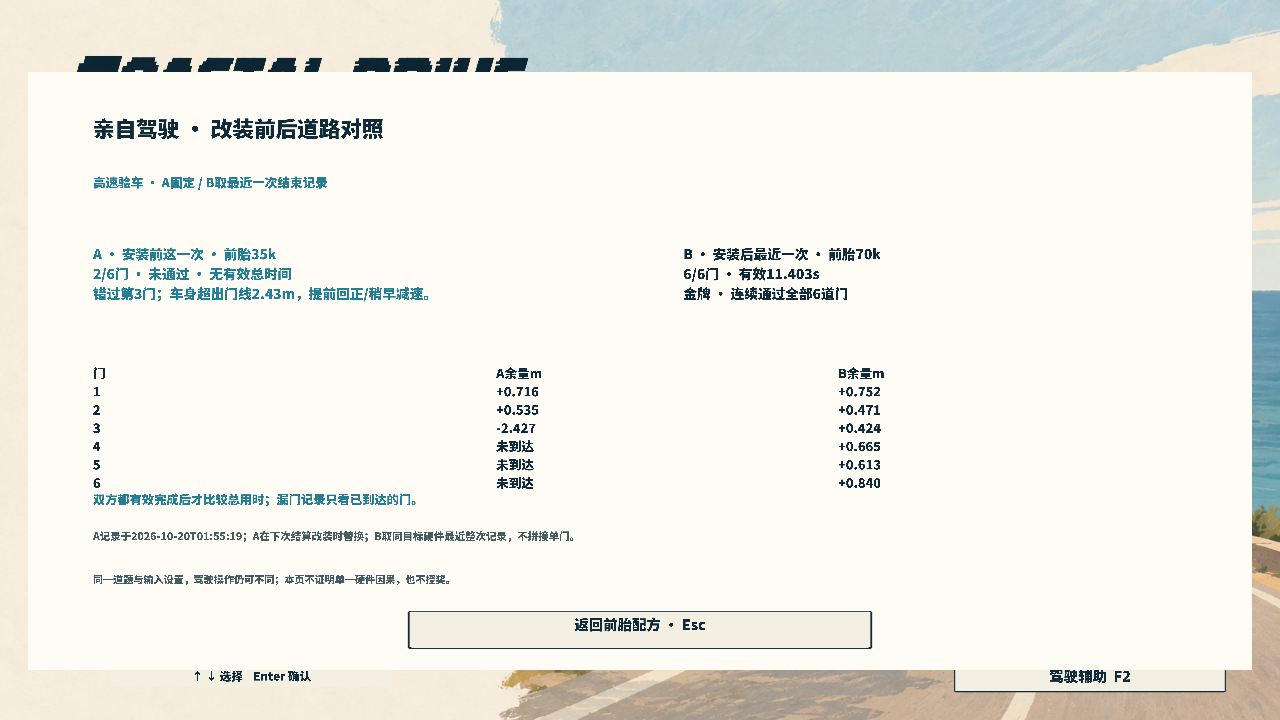 COASTAL DRIVE
亲自驾驶 · 改装前后道路对照
高速验车 · A固定 / B取最近一次结束记录
A · 安装前这一次 · 前胎35k
2/6门 · 未通过 · 无有效总时间
错过第3门；车身超出门线2.43m，提前回正/稍早减速。
B · 安装后最近一次 · 前胎70k
6/6门 · 有效11.403s
金牌 · 连续通过全部6道门
门 A余量m B余量m
1 +0.716 +0.752
2 +0.535 +0.471
3 -2.427 +0.424
4 未到达 +0.665
5 未到达 +0.613
6 未到达 +0.840
双方都有效完成后才比较总用时；漏门记录只看已到达的门。
A记录于2026-10-20T01:55:19；A在下次结算改装时替换；B取同目标硬件最近整次记录，不拼接单门。
同一道路与输入设置，驾驶操作仍可不同；本页不证明单一硬件因果，也不授奖。
返回前胎配方 · Esc
↑ ↓ 选择 Enter 确认
驾驶辅助 F2